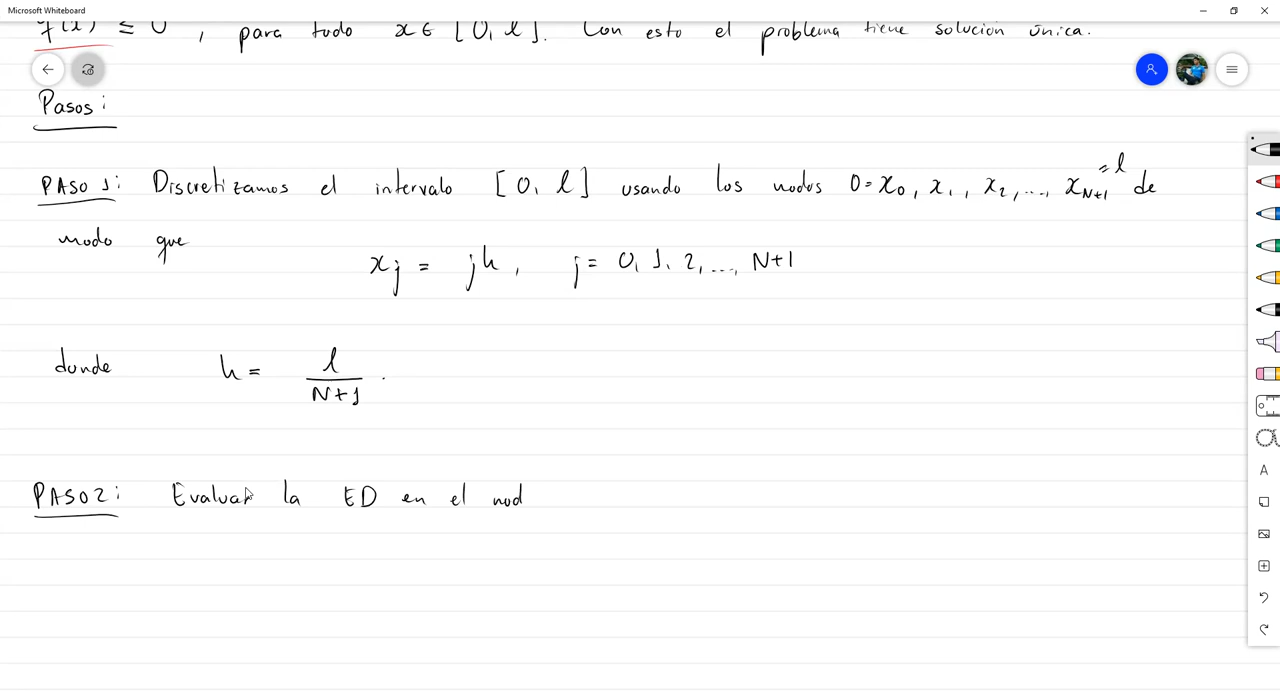 Microsoft Whiteboard
q(x) ≤ 0 , para todo x ∈ [0, l]. Con esto el problema tiene solución única.
Pasos:
PASO 1: Discretizamos el intervalo [0, l] usando los nodos 0 = x₀, x₁, x₂, ..., x_{N+1} = l de
modo que
x_j = jh, j = 0, 1, 2, ..., N+1
donde h = l / (N+1) .
PASO 2: Evaluar la ED en el nod
A